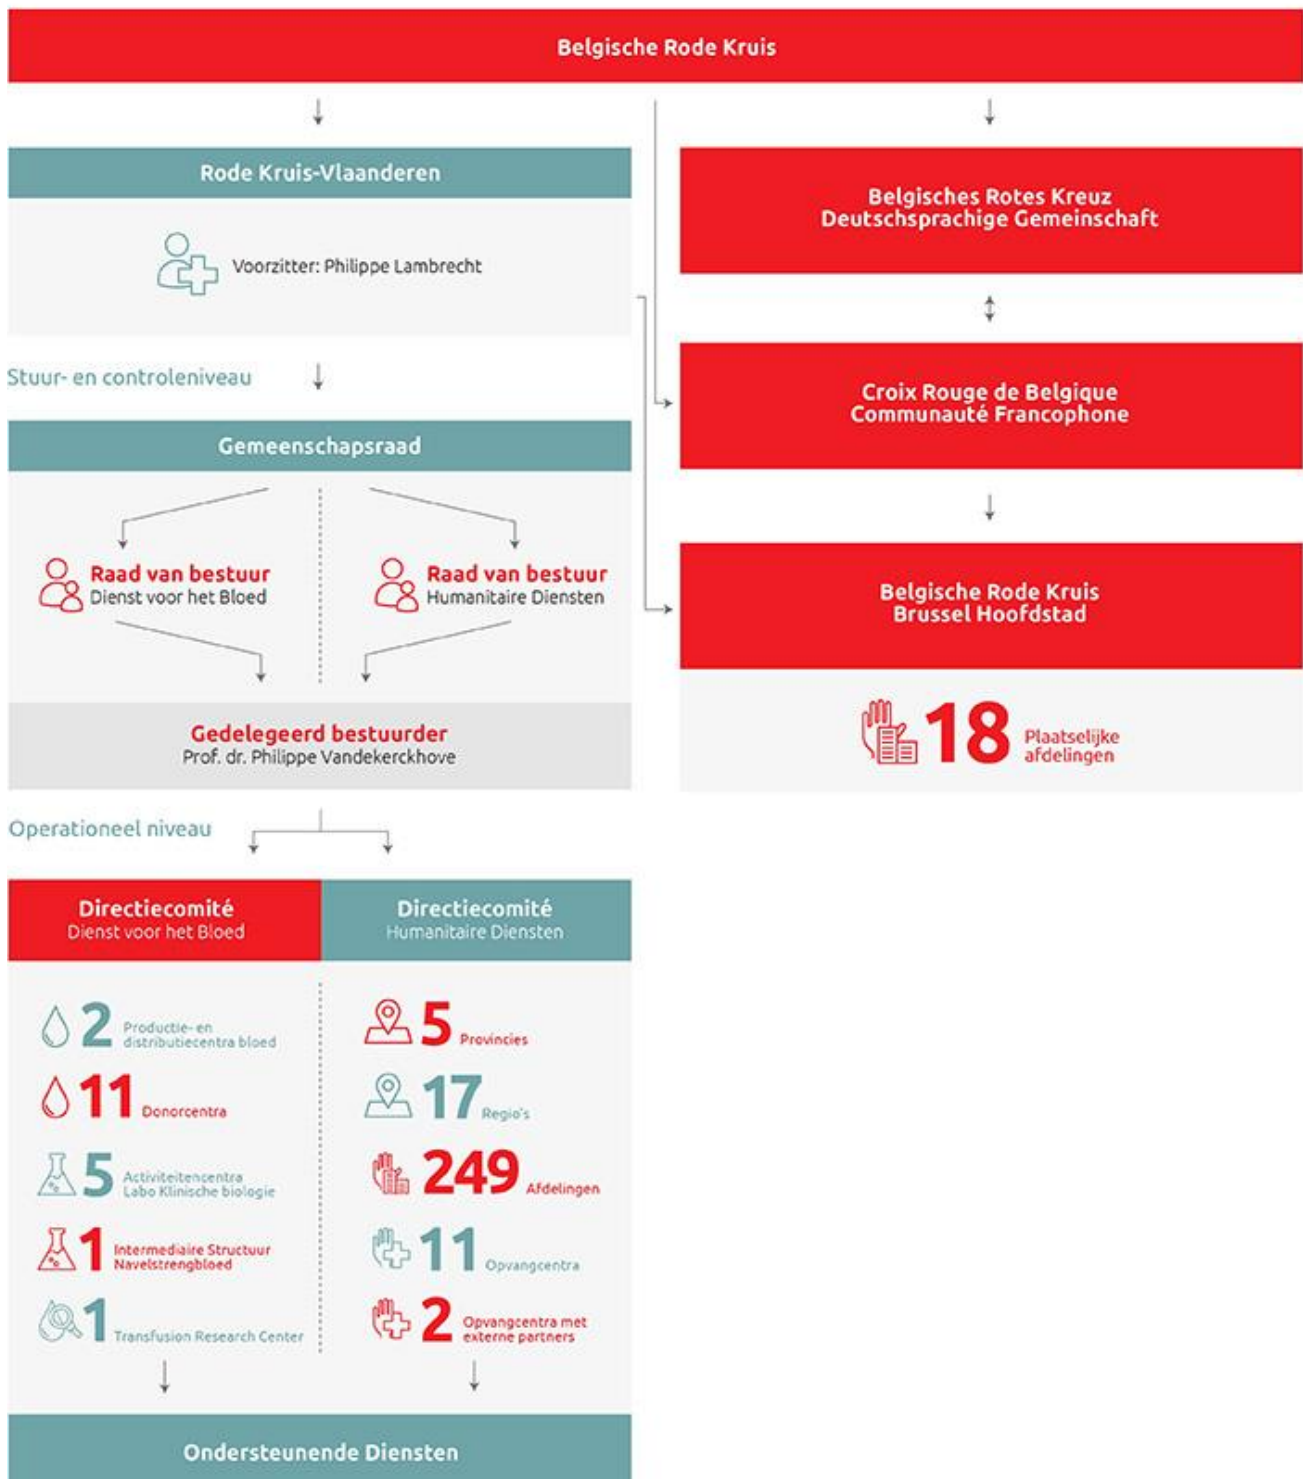 Belgische Rode Kruis
Rode Kruis-Vlaanderen
Voorzitter: Philippe Lambrecht
Stuur- en controleniveau
Gemeenschapsraad
Raad van bestuur
Dienst voor het Bloed
Raad van bestuur
Humanitaire Diensten
Gedelegeerd bestuurder
Prof. dr. Philippe Vandekerckhove
Operationeel niveau
Directiecomité
Dienst voor het Bloed
2 Productie- en
distributiecentra bloed
11 Donorcentra
5 Activiteitencentra
Labo Klinische biologie
1 Intermediaire Structuur
Navelstrengbloed
1 Transfusion Research Center
Directiecomité
Humanitaire Diensten
5 Provincies
17 Regio's
249 Afdelingen
11 Opvangcentra
2 Opvangcentra met
externe partners
Ondersteunende Diensten
Belgisches Rotes Kreuz
Deutschsprachige Gemeinschaft
Croix Rouge de Belgique
Communauté Francophone
Belgische Rode Kruis
Brussel Hoofdstad
18 Plaatselijke
afdelingen